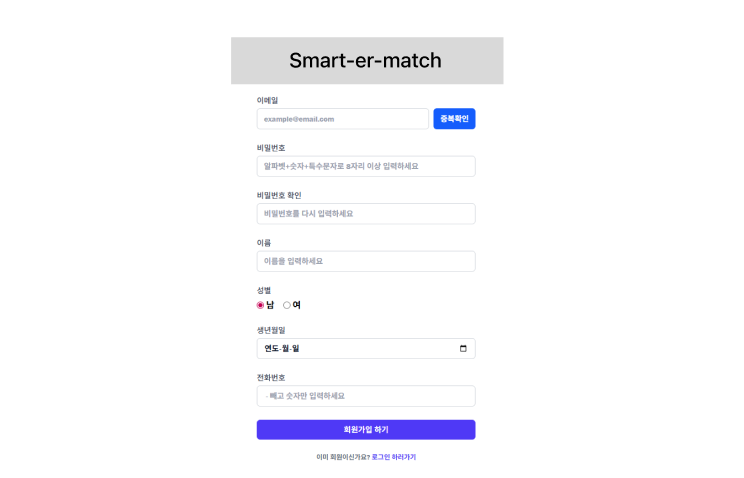 Smart-er-match
이메일
example@email.com
중복확인
비밀번호
알파벳+숫자+특수문자로 8자리 이상 입력하세요
비밀번호 확인
비밀번호를 다시 입력하세요
이름
이름을 입력하세요
성별
남 여
생년월일
연도-월-일
전화번호
- 빼고 숫자만 입력하세요
회원가입 하기
이미 회원이신가요? 로그인 하러가기